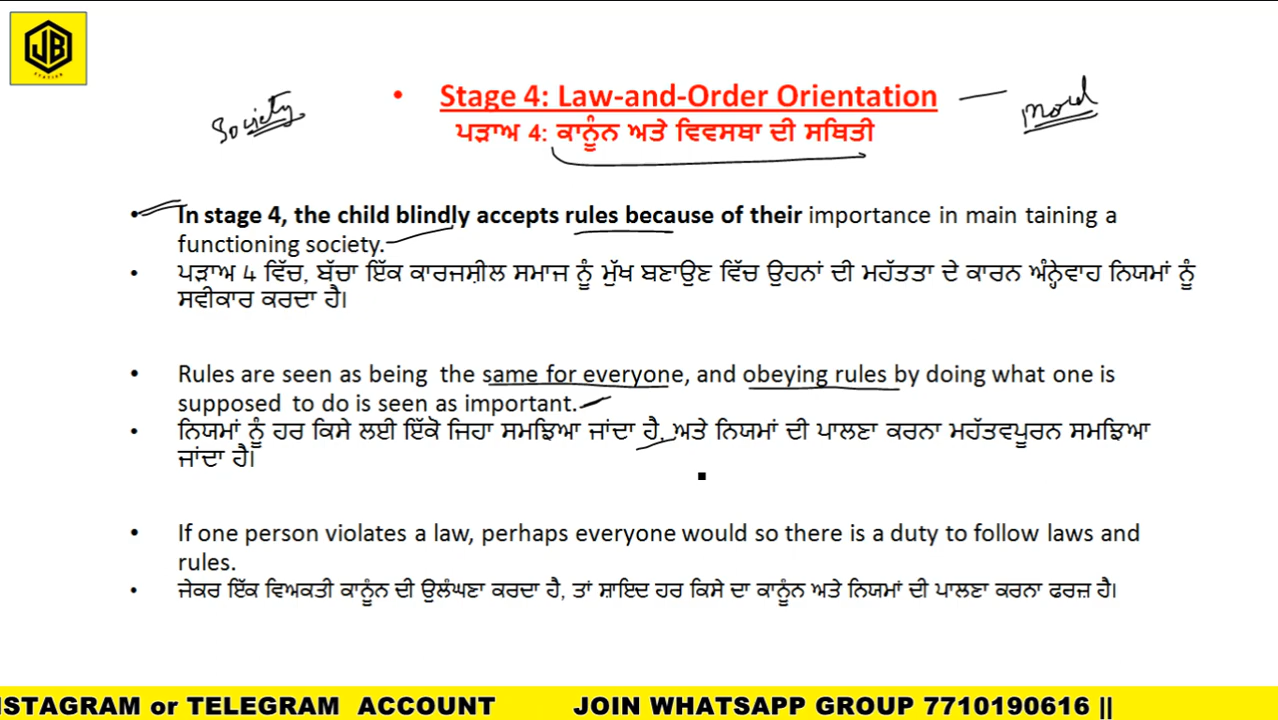 JB
STATION
Society
• Stage 4: Law-and-Order Orientation
moral
ਪੜਾਅ 4: ਕਾਨੂੰਨ ਅਤੇ ਵਿਵਸਥਾ ਦੀ ਸਥਿਤੀ
• In stage 4, the child blindly accepts rules because of their importance in main taining a
functioning society.
• ਪੜਾਅ 4 ਵਿੱਚ, ਬੱਚਾ ਇੱਕ ਕਾਰਜਸ਼ੀਲ ਸਮਾਜ ਨੂੰ ਮੁੱਖ ਬਣਾਉਣ ਵਿੱਚ ਉਹਨਾਂ ਦੀ ਮਹੱਤਤਾ ਦੇ ਕਾਰਨ ਅੰਨ੍ਹੇਵਾਹ ਨਿਯਮਾਂ ਨੂੰ
ਸਵੀਕਾਰ ਕਰਦਾ ਹੈ।
• Rules are seen as being the same for everyone, and obeying rules by doing what one is
supposed to do is seen as important.
• ਨਿਯਮਾਂ ਨੂੰ ਹਰ ਕਿਸੇ ਲਈ ਇੱਕੋ ਜਿਹਾ ਸਮਝਿਆ ਜਾਂਦਾ ਹੈ, ਅਤੇ ਨਿਯਮਾਂ ਦੀ ਪਾਲਣਾ ਕਰਨਾ ਮਹੱਤਵਪੂਰਨ ਸਮਝਿਆ
ਜਾਂਦਾ ਹੈ।
• If one person violates a law, perhaps everyone would so there is a duty to follow laws and
rules.
• ਜੇਕਰ ਇੱਕ ਵਿਅਕਤੀ ਕਾਨੂੰਨ ਦੀ ਉਲੰਘਣਾ ਕਰਦਾ ਹੈ, ਤਾਂ ਸ਼ਾਇਦ ਹਰ ਕਿਸੇ ਦਾ ਕਾਨੂੰਨ ਅਤੇ ਨਿਯਮਾਂ ਦੀ ਪਾਲਣਾ ਕਰਨਾ ਫਰਜ਼ ਹੈ।
NSTAGRAM or TELEGRAM ACCOUNT JOIN WHATSAPP GROUP 7710190616 ||